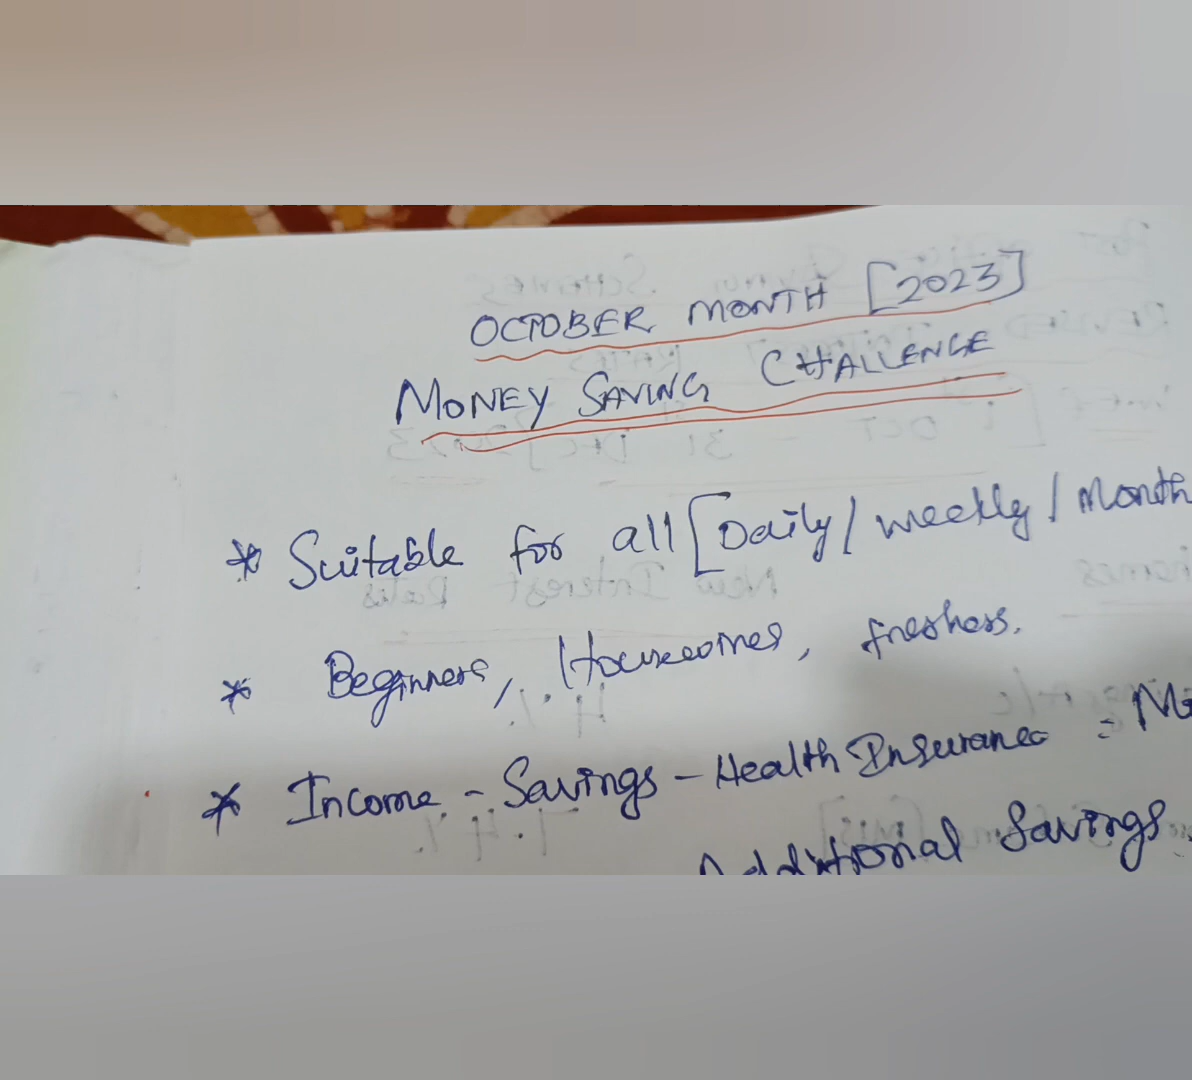 OCTOBER MONTH [2023]
MONEY SAVING CHALLENGE
* Suitable for all [Daily/weekly/Month
* Beginners, Housewives, freshers.
* Income - Savings - Health Insurance =
Additional Savings